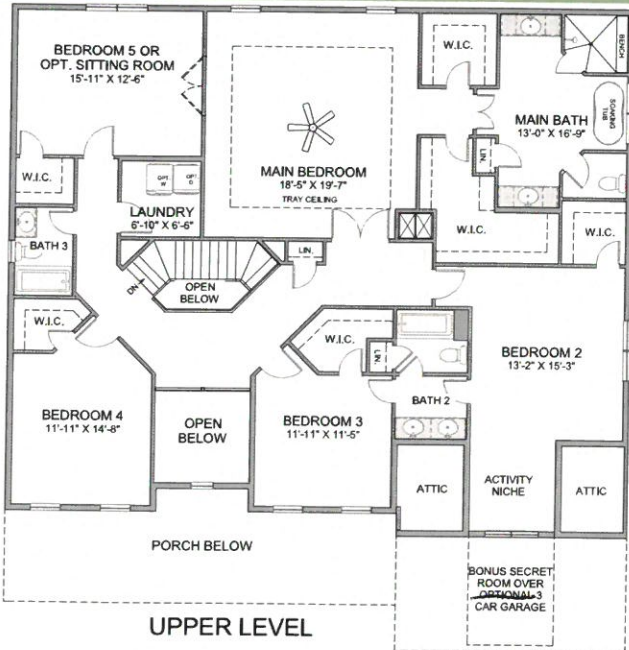 BEDROOM 5 OR
OPT. SITTING ROOM
15'-11" X 12'-6"
W.I.C.
BENCH
MAIN BATH
13'-0" X 16'-9"
SOAKING
TUB
MAIN BEDROOM
18'-5" X 19'-7"
TRAY CEILING
LIN.
W.I.C.
OPT.
W
OPT.
D
LAUNDRY
6'-10" X 6'-6"
BATH 3
W.I.C.
W.I.C.
LIN.
DN
OPEN
BELOW
W.I.C.
W.I.C.
LIN.
BEDROOM 2
13'-2" X 15'-3"
BATH 2
BEDROOM 4
11'-11" X 14'-8"
OPEN
BELOW
BEDROOM 3
11'-11" X 11'-5"
ATTIC
ACTIVITY
NICHE
ATTIC
PORCH BELOW
BONUS SECRET
ROOM OVER
OPTIONAL 3
CAR GARAGE
UPPER LEVEL